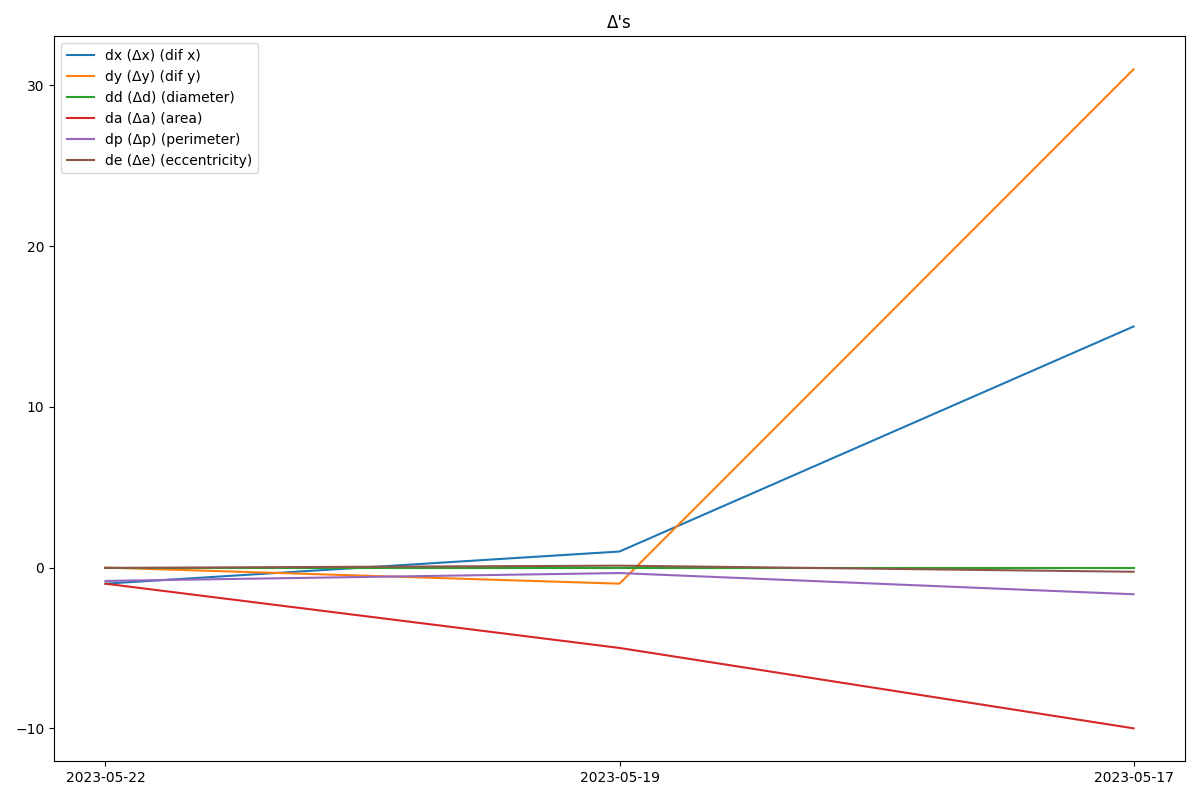 Δ's
dx (Δx) (dif x)
dy (Δy) (dif y)
dd (Δd) (diameter)
da (Δa) (area)
dp (Δp) (perimeter)
de (Δe) (eccentricity)
30
20
10
0
−10
2023-05-22
2023-05-19
2023-05-17